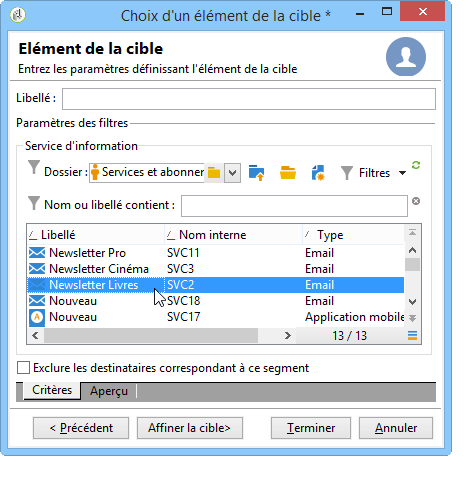 Choix d'un élément de la cible *
Elément de la cible
Entrez les paramètres définissant l'élément de la cible
Libellé :
Paramètres des filtres
Service d'information
Dossier : Services et abonner Filtres
Nom ou libellé contient :
Libellé Nom interne Type
Newsletter Pro SVC11 Email
Newsletter Cinéma SVC3 Email
Newsletter Livres SVC2 Email
Nouveau SVC18 Email
Nouveau SVC17 Application mobile
13 / 13
Exclure les destinataires correspondant à ce segment
Critères Aperçu
< Précédent Affiner la cible> Terminer Annuler